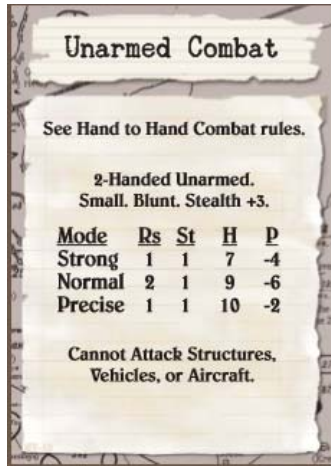 Unarmed Combat
See Hand to Hand Combat rules.
2-Handed Unarmed.
Small. Blunt. Stealth +3.
Mode Rs St H P
Strong 1 1 7 -4
Normal 2 1 9 -6
Precise 1 1 10 -2
Cannot Attack Structures,
Vehicles, or Aircraft.